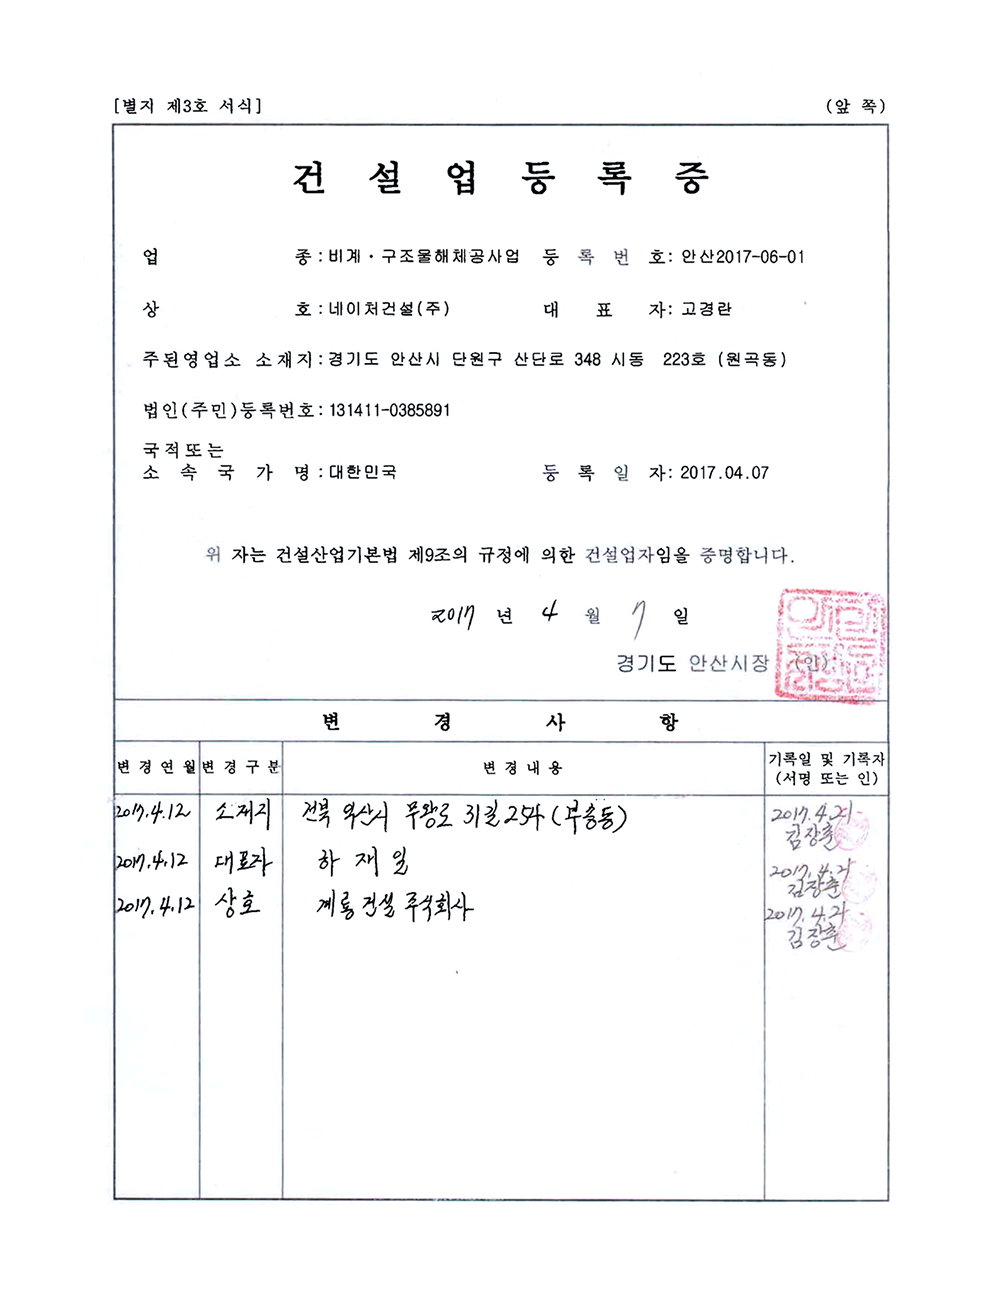 [별지 제3호 서식] (앞 쪽)
건 설 업 등 록 증
업 종 : 비계·구조물해체공사업 등 록 번 호: 안산2017-06-01
상 호 : 네이처건설(주) 대 표 자: 고경란
주된영업소 소재지 : 경기도 안산시 단원구 산단로 348 시동 223호 (원곡동)
법인(주민)등록번호 : 131411-0385891
국적또는
소 속 국 가 명 : 대한민국 등 록 일 자: 2017.04.07
위 자는 건설산업기본법 제9조의 규정에 의한 건설업자임을 증명합니다.
2017 년 4 월 7 일
경기도 안산시장 (인)
변 경 사 항
변경연월 변경구분 변경내용 기록일 및 기록자
(서명 또는 인)
2017.4.12 소재지 전북 익산시 무왕로 31길 254 (부송동) 2017.4.21
김장훈
2017.4.12 대표자 하재일 2017.4.21
김장훈
2017.4.12 상호 계룡건설 주식회사 2017.4.21
김장훈